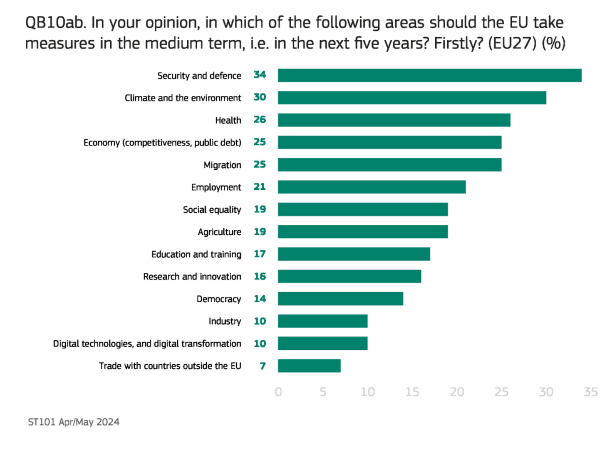 QB10ab. In your opinion, in which of the following areas should the EU take
measures in the medium term, i.e. in the next five years? Firstly? (EU27) (%)
Security and defence 34
Climate and the environment 30
Health 26
Economy (competitiveness, public debt) 25
Migration 25
Employment 21
Social equality 19
Agriculture 19
Education and training 17
Research and innovation 16
Democracy 14
Industry 10
Digital technologies, and digital transformation 10
Trade with countries outside the EU 7
0 5 10 15 20 25 30 35
ST101 Apr/May 2024